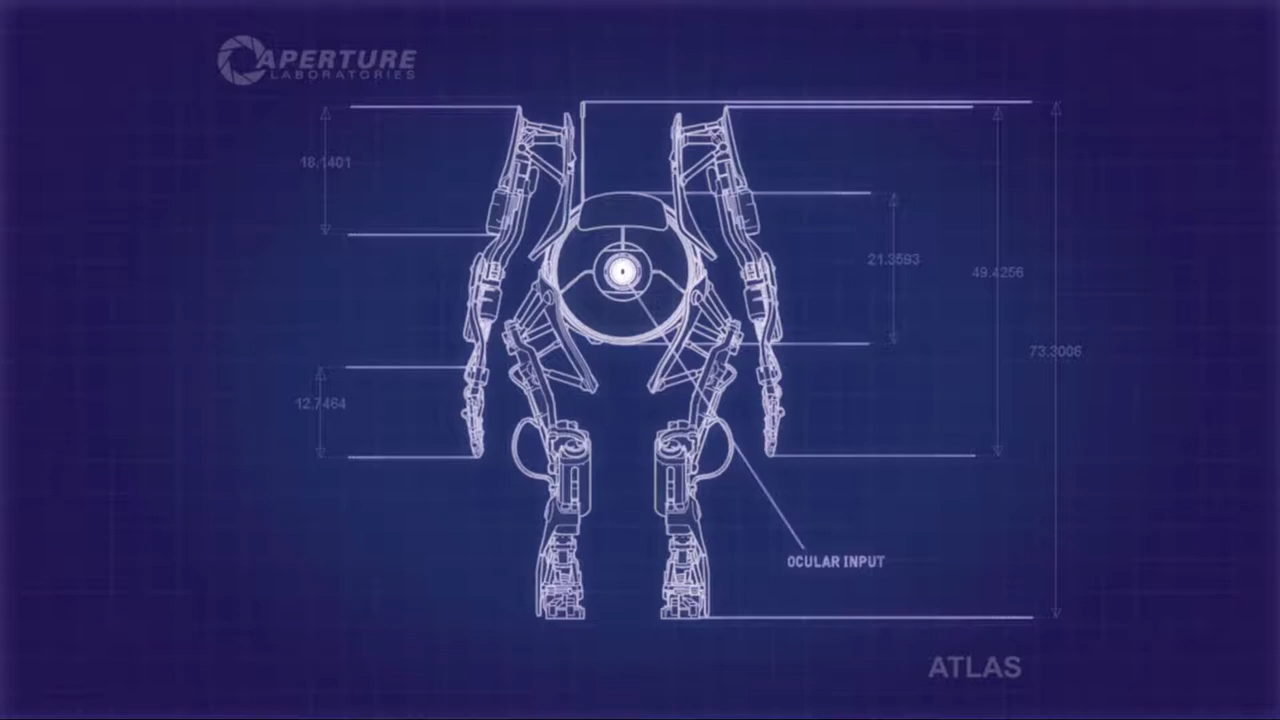 APERTURE
LABORATORIES
18.1401
21.3593
49.4256
73.3006
12.7464
OCULAR INPUT
ATLAS